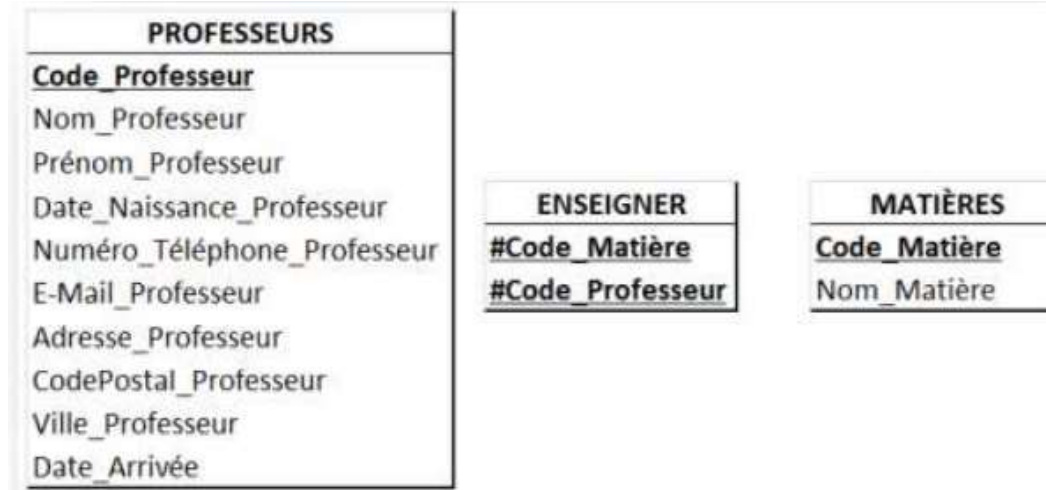 PROFESSEURS
Code_Professeur
Nom_Professeur
Prénom_Professeur
Date_Naissance_Professeur
Numéro_Téléphone_Professeur
E-Mail_Professeur
Adresse_Professeur
CodePostal_Professeur
Ville_Professeur
Date_Arrivée
ENSEIGNER
#Code_Matière
#Code_Professeur
MATIÈRES
Code_Matière
Nom_Matière